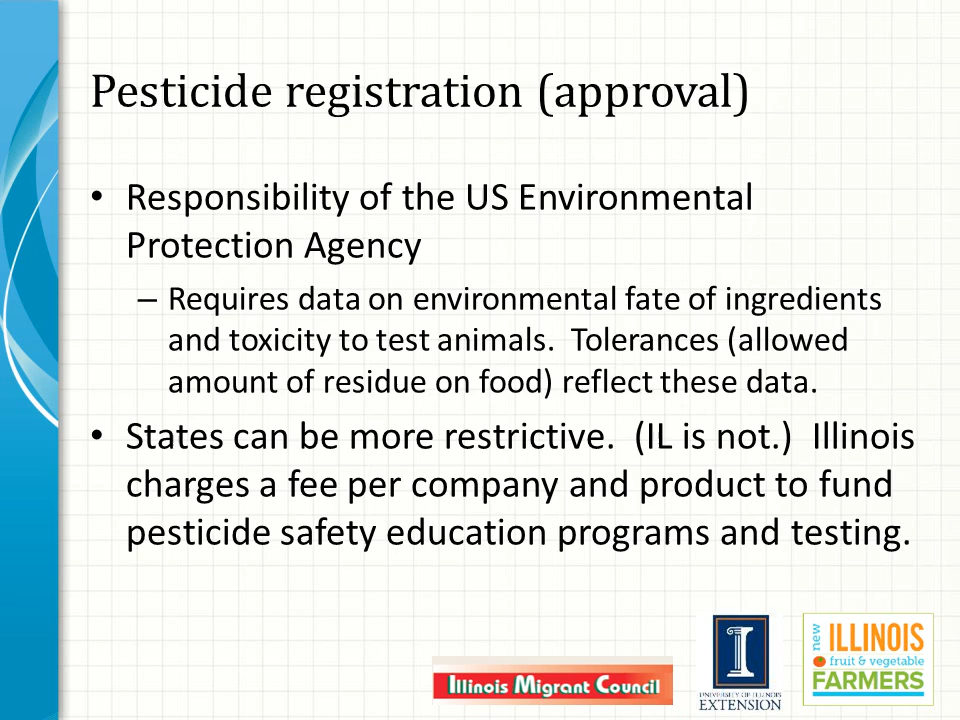 Pesticide registration (approval)
• Responsibility of the US Environmental
Protection Agency
– Requires data on environmental fate of ingredients
and toxicity to test animals.  Tolerances (allowed
amount of residue on food) reflect these data.
• States can be more restrictive.  (IL is not.)  Illinois
charges a fee per company and product to fund
pesticide safety education programs and testing.
Illinois Migrant Council
I
UNIVERSITY OF ILLINOIS
EXTENSION
new
ILLINOIS
fruit & vegetable
FARMERS